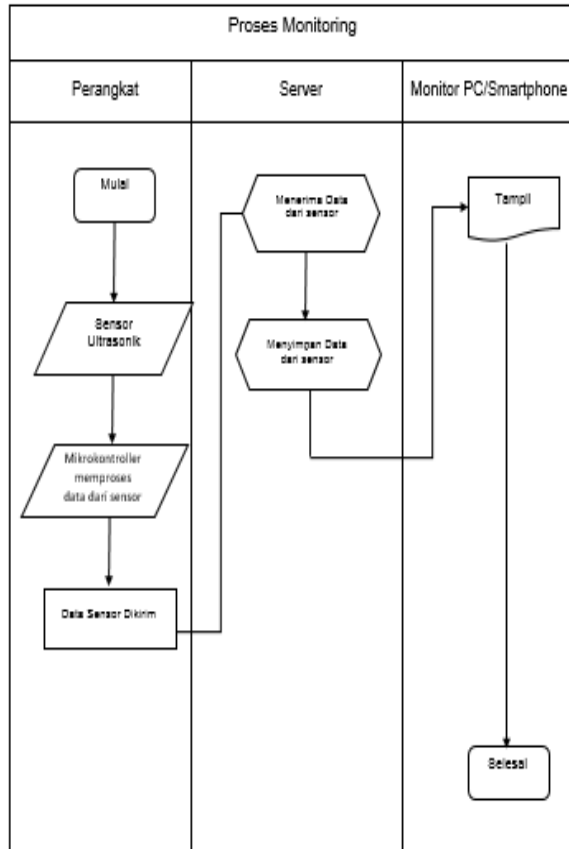 Proses Monitoring
Perangkat
Server
Monitor PC/Smartphone
Mulai
Sensor
Ultrasonik
Mikrokontroller
memproses
data dari sensor
Data Sensor Dikirim
Menerima Data
dari sensor
Menyimpan Data
dari sensor
Tampil
Selesai